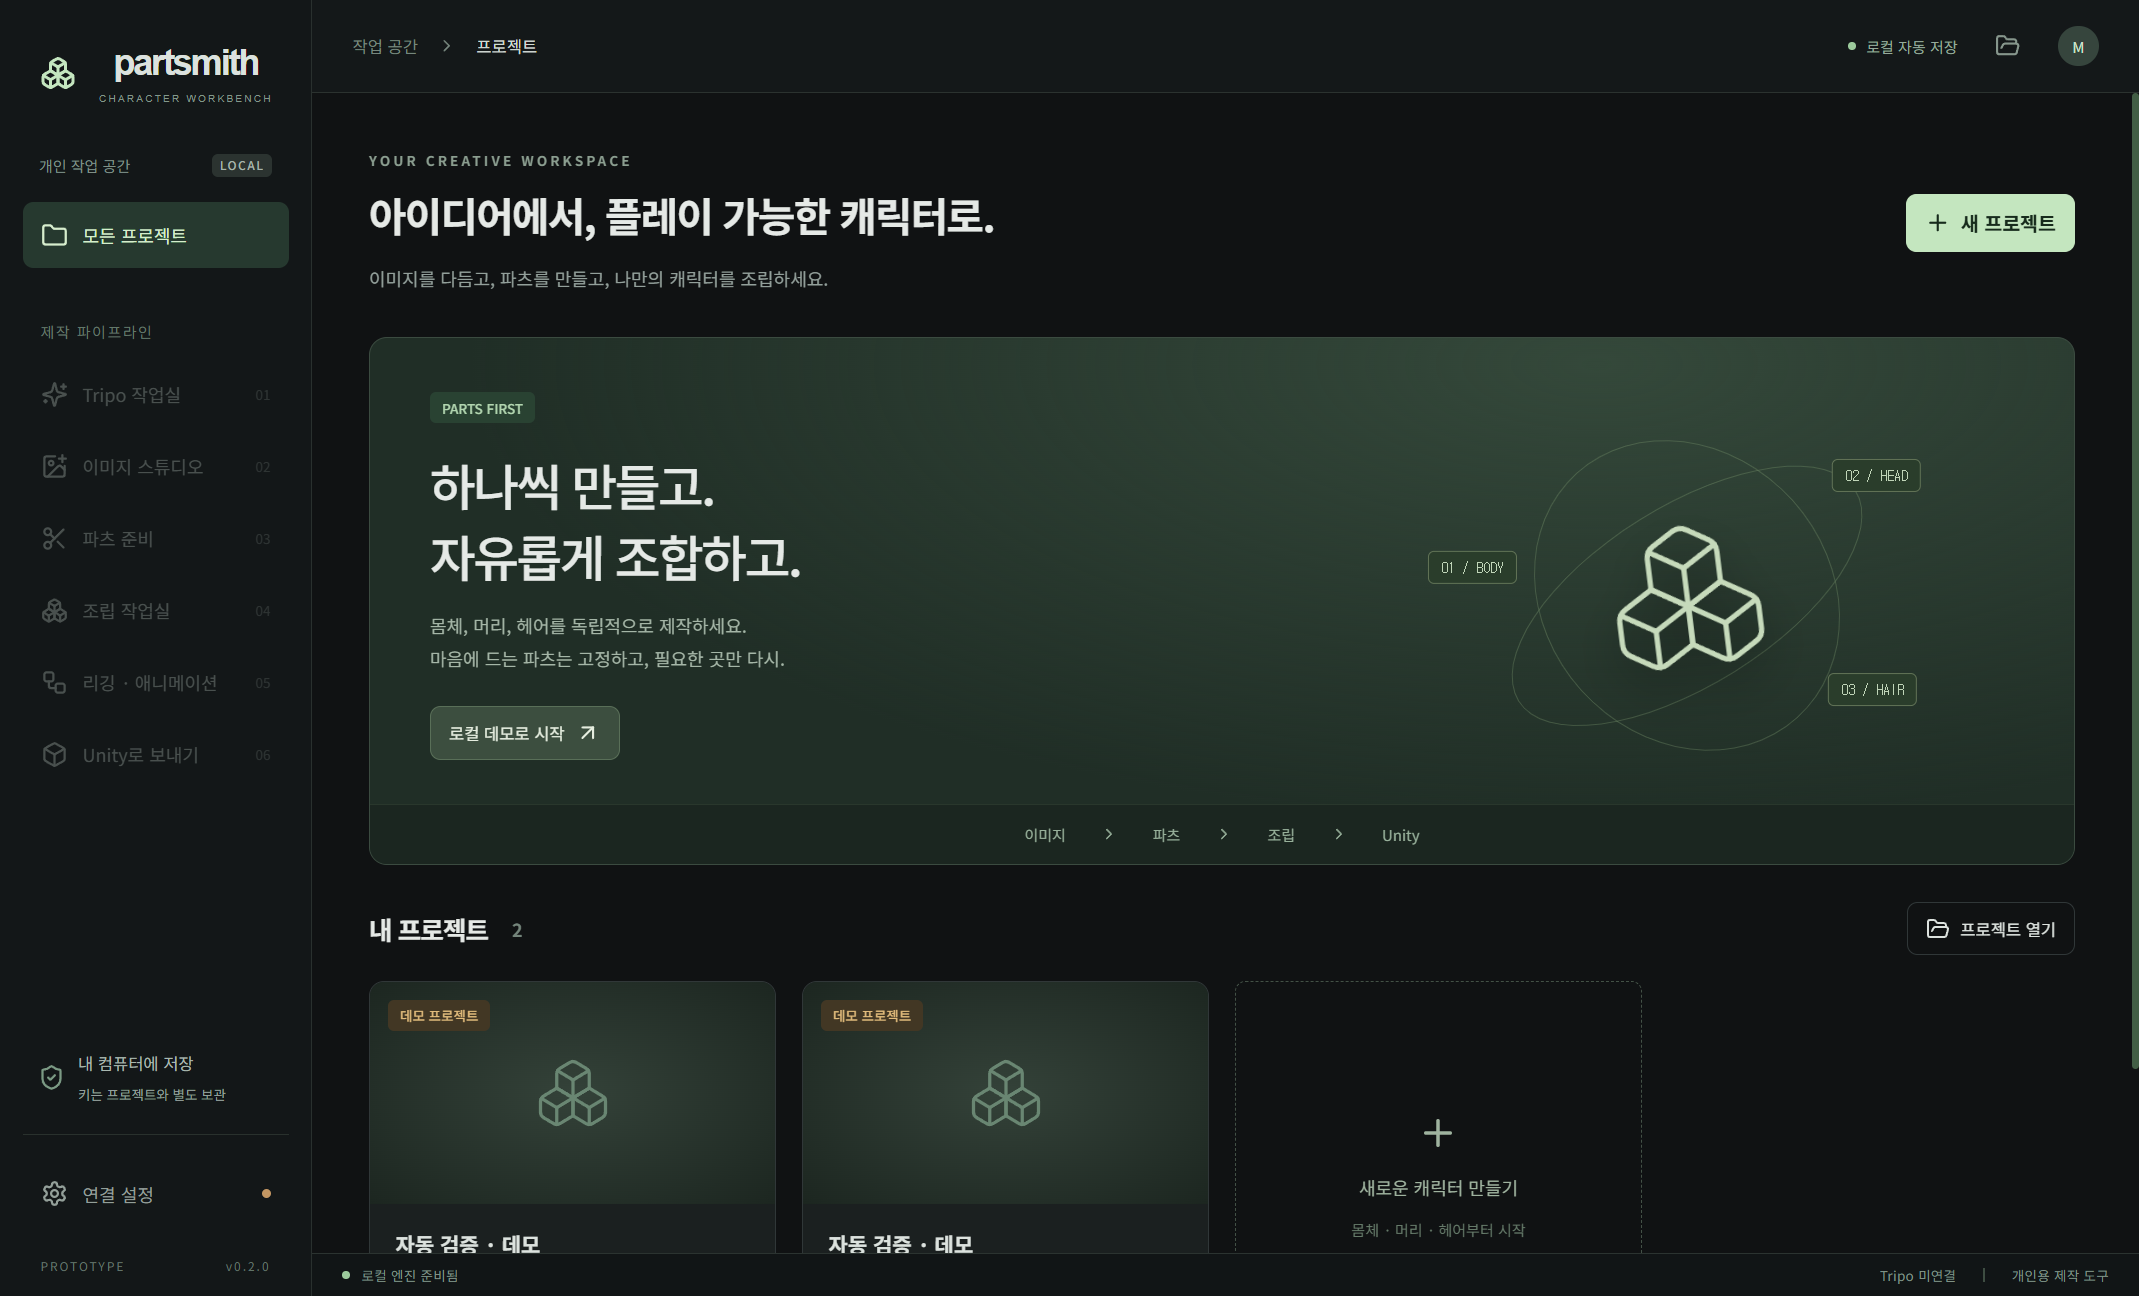 partsmith
CHARACTER WORKBENCH
개인 작업 공간
LOCAL
모든 프로젝트
제작 파이프라인
Tripo 작업실 01
이미지 스튜디오 02
파츠 준비 03
조립 작업실 04
리깅 · 애니메이션 05
Unity로 보내기 06
내 컴퓨터에 저장
키는 프로젝트와 별도 보관
연결 설정
PROTOTYPE v0.2.0
작업 공간 > 프로젝트
로컬 자동 저장
M
YOUR CREATIVE WORKSPACE
아이디어에서, 플레이 가능한 캐릭터로.
이미지를 다듬고, 파츠를 만들고, 나만의 캐릭터를 조립하세요.
새 프로젝트
PARTS FIRST
하나씩 만들고.
자유롭게 조합하고.
몸체, 머리, 헤어를 독립적으로 제작하세요.
마음에 드는 파츠는 고정하고, 필요한 곳만 다시.
로컬 데모로 시작
02 / HEAD
01 / BODY
03 / HAIR
이미지 > 파츠 > 조립 > Unity
내 프로젝트 2
프로젝트 열기
데모 프로젝트
자동 검증 · 데모
데모 프로젝트
자동 검증 · 데모
새로운 캐릭터 만들기
몸체 · 머리 · 헤어부터 시작
로컬 엔진 준비됨
Tripo 미연결 | 개인용 제작 도구